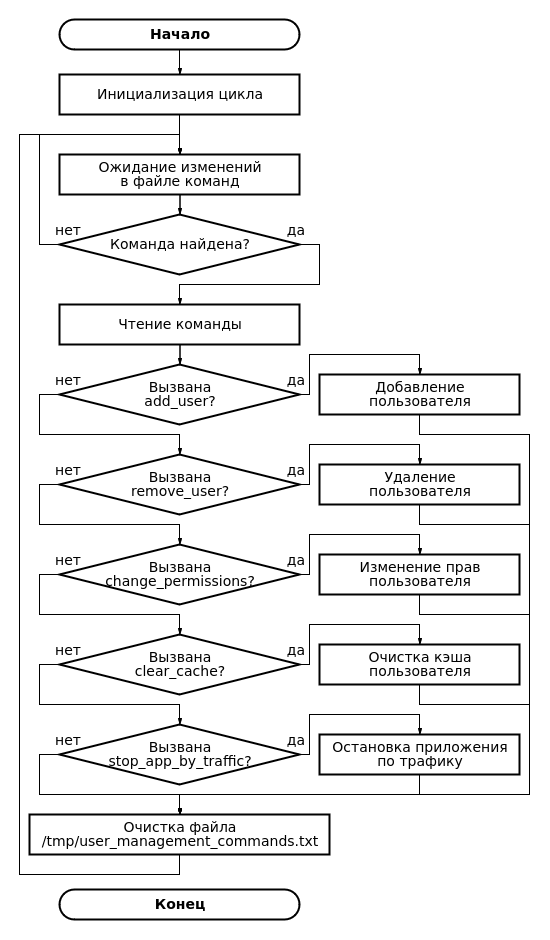 Начало
Инициализация цикла
Ожидание изменений
в файле команд
нет
да
Команда найдена?
Чтение команды
нет
да
Вызвана
add_user?
Добавление
пользователя
нет
да
Вызвана
remove_user?
Удаление
пользователя
нет
да
Вызвана
change_permissions?
Изменение прав
пользователя
нет
да
Вызвана
clear_cache?
Очистка кэша
пользователя
нет
да
Вызвана
stop_app_by_traffic?
Остановка приложения
по трафику
Очистка файла
/tmp/user_management_commands.txt
Конец